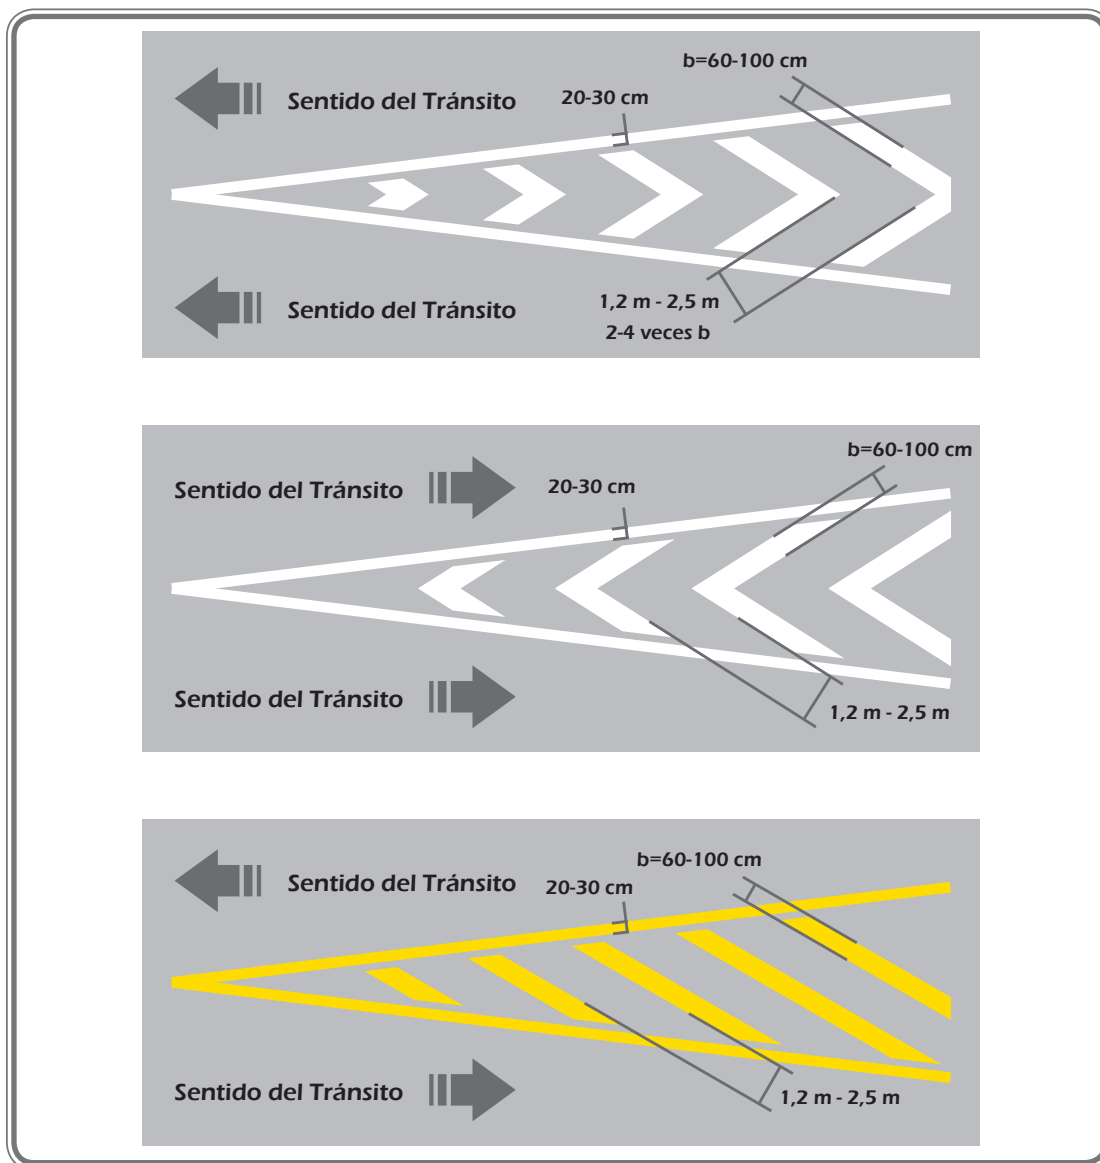 b=60-100 cm
20-30 cm
Sentido del Tránsito
Sentido del Tránsito
1,2 m - 2,5 m
2-4 veces b
b=60-100 cm
Sentido del Tránsito
20-30 cm
Sentido del Tránsito
1,2 m - 2,5 m
b=60-100 cm
Sentido del Tránsito
20-30 cm
Sentido del Tránsito
1,2 m - 2,5 m